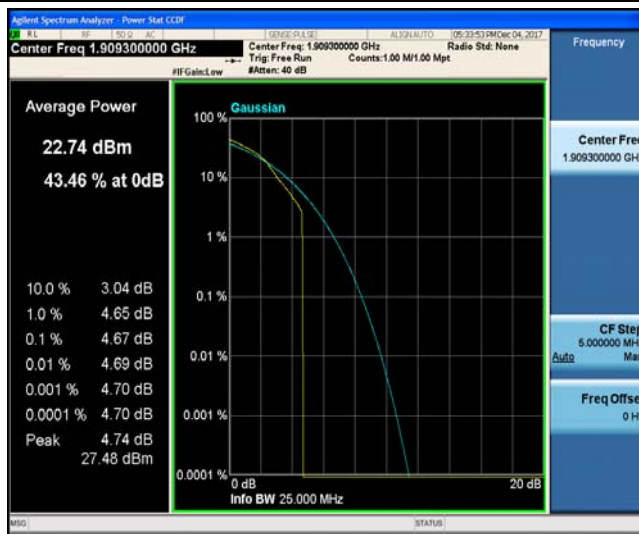 Agilent Spectrum Analyzer - Power Stat CCDF
RL RF 50 Ω AC SENSE:PULSE ALIGNAUTO 05:33:53 PM Dec 04, 2017
Center Freq 1.909300000 GHz
Center Freq: 1.909300000 GHz Radio Std: None
Trig: Free Run Counts:1.00 M/1.00 Mpt
#IFGain:Low #Atten: 40 dB
Frequency
Average Power
22.74 dBm
43.46 % at 0dB
10.0 % 3.04 dB
1.0 % 4.65 dB
0.1 % 4.67 dB
0.01 % 4.69 dB
0.001 % 4.70 dB
0.0001 % 4.70 dB
Peak 4.74 dB
27.48 dBm
Gaussian
100 %
10 %
1 %
0.1 %
0.01 %
0.001 %
0.0001 %
0 dB 20 dB
Info BW 25.000 MHz
Center Fre
1.909300000 GH
CF Step
5.000000 MH
Auto Ma
Freq Offse
0 H
MSG STATUS